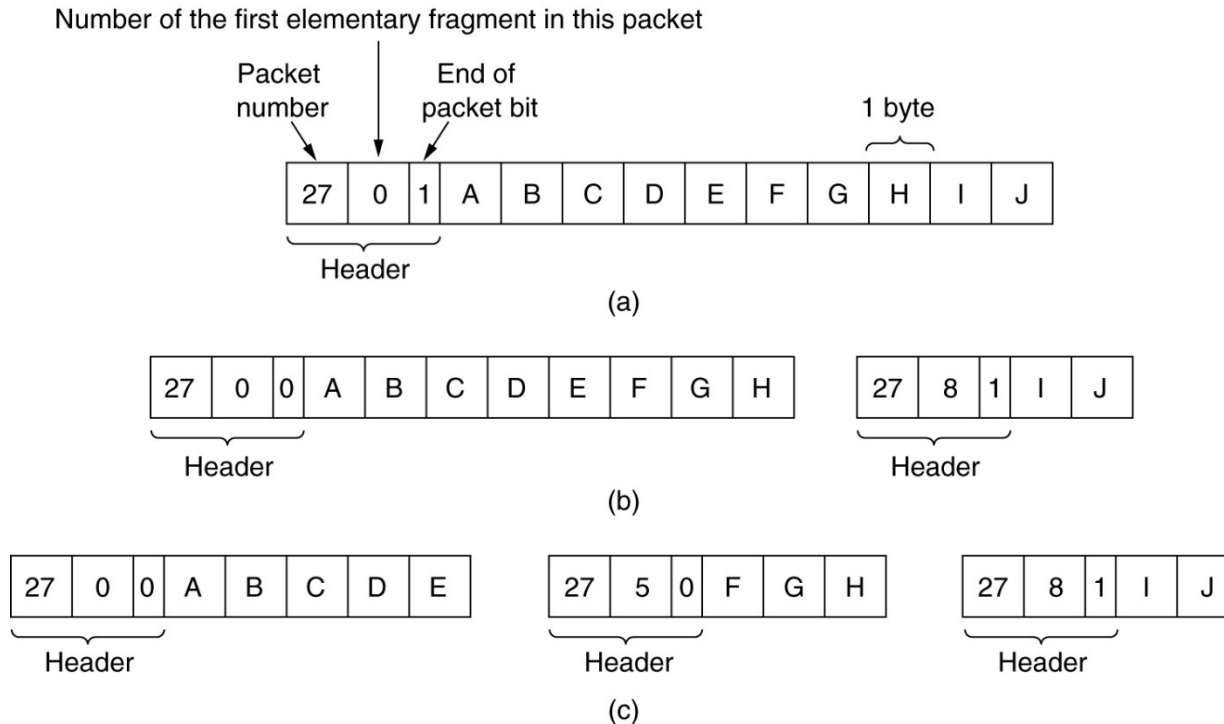 Number of the first elementary fragment in this packet
Packet
number
End of
packet bit
1 byte
27 0 1 A B C D E F G H I J
Header
(a)
27 0 0 A B C D E F G H
27 8 1 I J
Header
Header
(b)
27 0 0 A B C D E
27 5 0 F G H
27 8 1 I J
Header
Header
Header
(c)